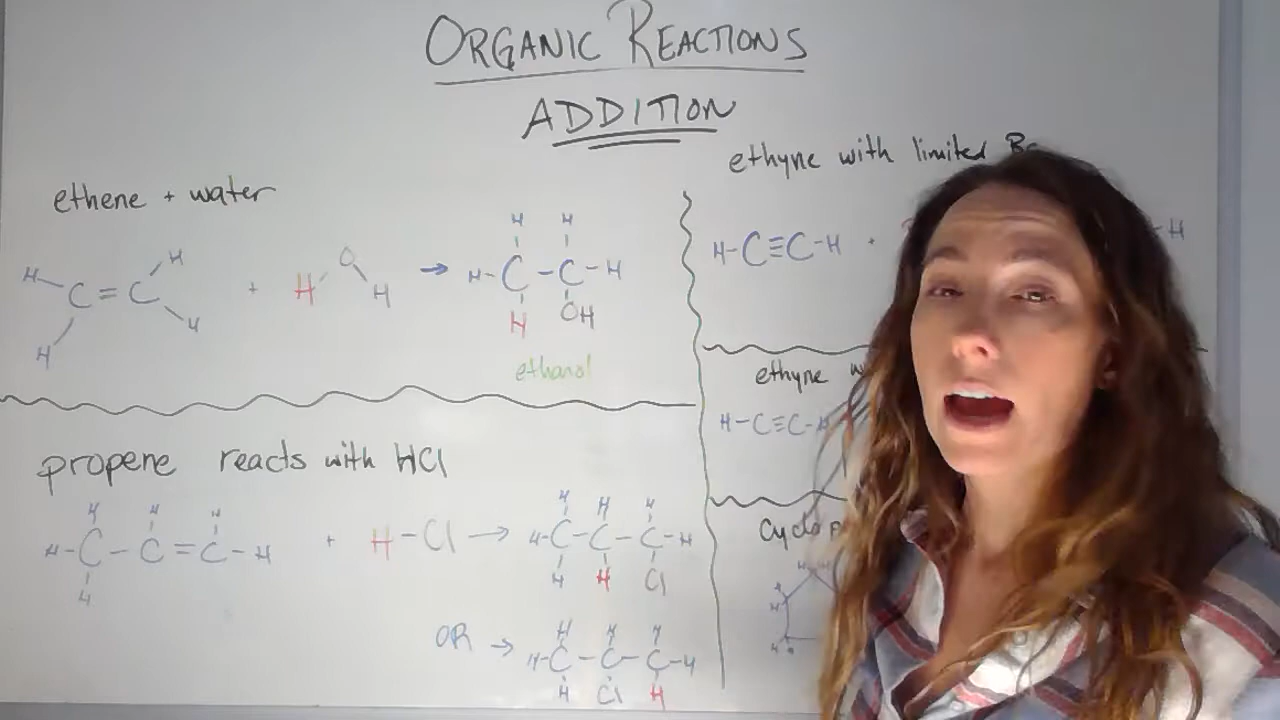 ORGANIC REACTIONS
ADDITION
ethene + water
H H
C = C
H H
+ H O H →
H H
H-C-C-H
H OH
ethanol
propene reacts with HCl
H H H
H-C-C=C-H
H
+ H-Cl →
H H H
H-C-C-C-H
H H Cl
OR →
H H H
H-C-C-C-H
H Cl H
ethyne with limited
H-C≡C-H +
-H
ethyne
H-C≡C-H